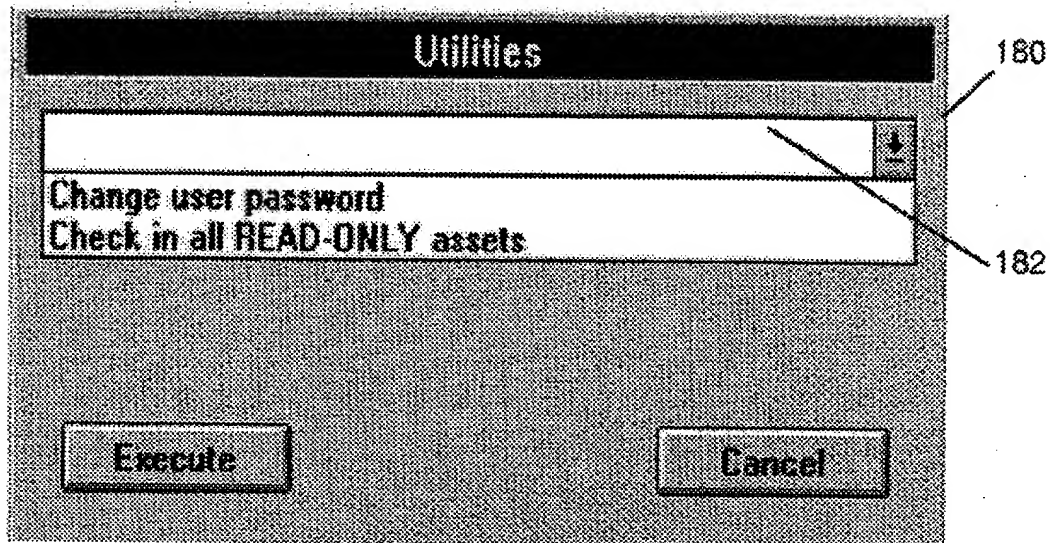 Utilities
180
Change user password
Check in all READ-ONLY assets
182
Execute
Cancel